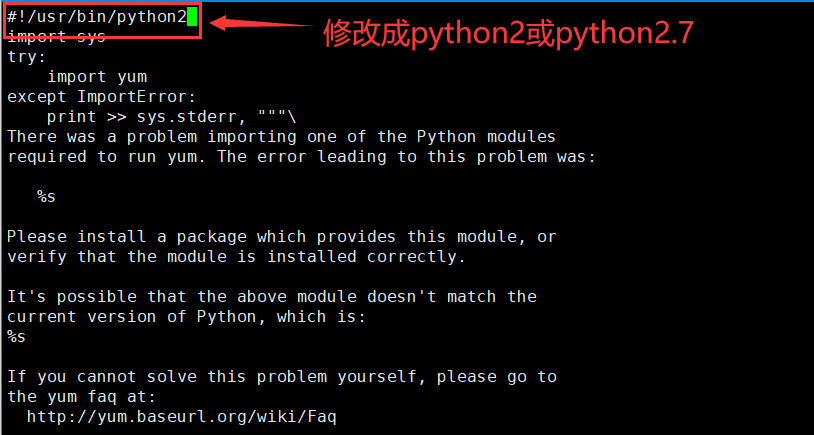 #!/usr/bin/python2
修改成python2或python2.7
import sys
try:
    import yum
except ImportError:
    print >> sys.stderr, """\
There was a problem importing one of the Python modules
required to run yum. The error leading to this problem was:
   %s
Please install a package which provides this module, or
verify that the module is installed correctly.
It's possible that the above module doesn't match the
current version of Python, which is:
%s
If you cannot solve this problem yourself, please go to
the yum faq at:
  http://yum.baseurl.org/wiki/Faq